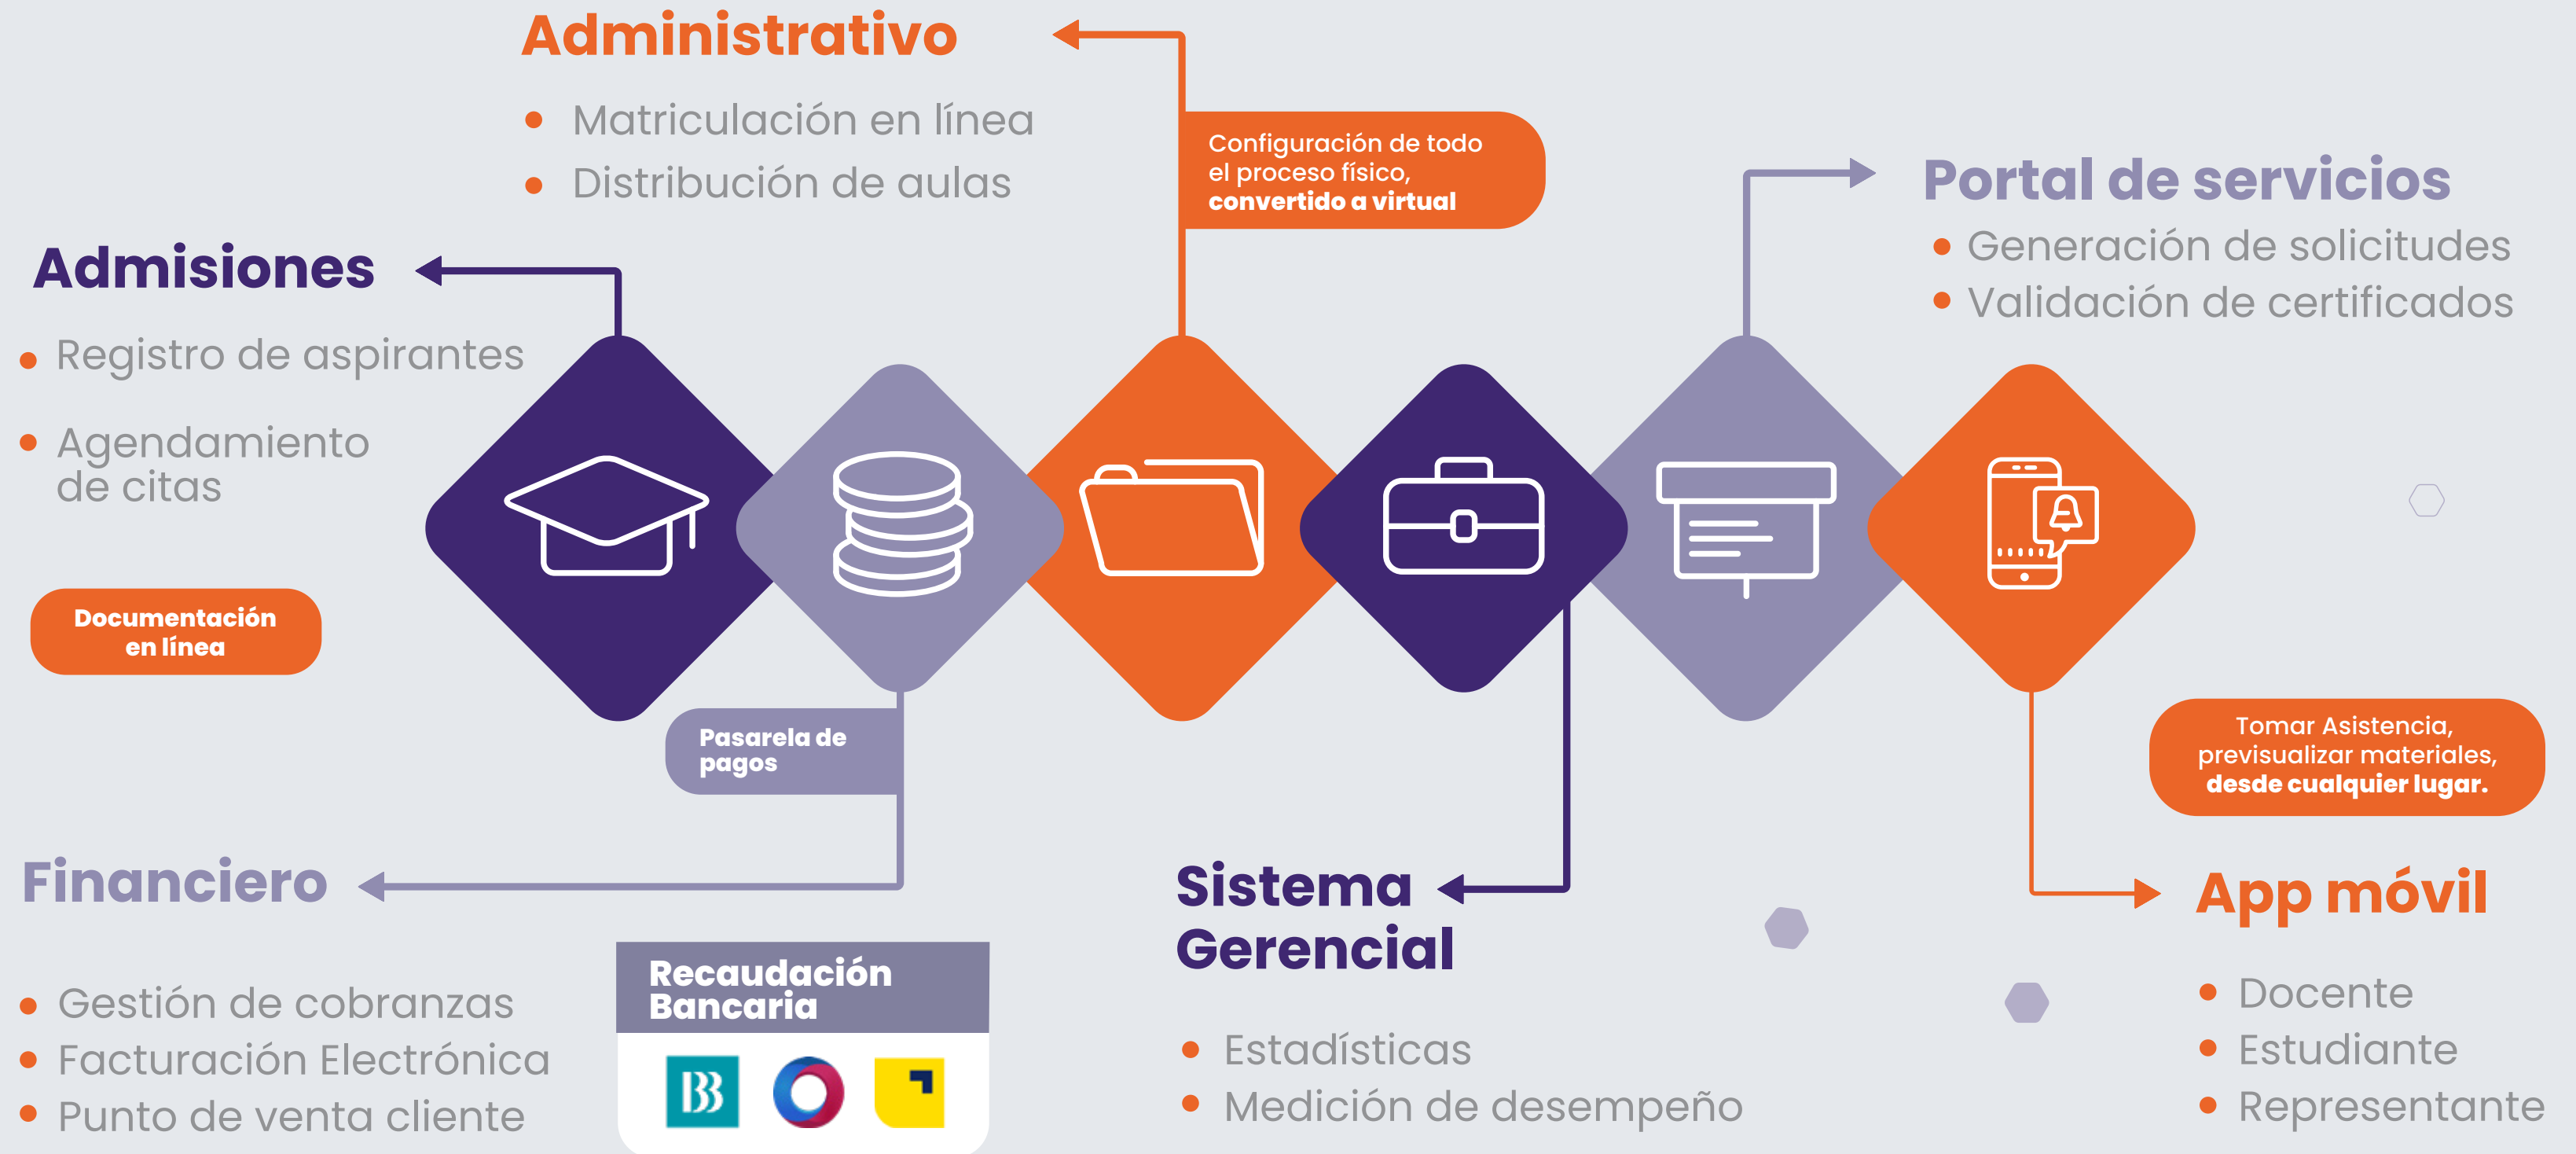 Administrativo
Matriculación en línea
Distribución de aulas
Configuración de todo
el proceso físico,
convertido a virtual
Portal de servicios
Generación de solicitudes
Validación de certificados
Admisiones
Registro de aspirantes
Agendamiento
de citas
Documentación
en línea
Pasarela de
pagos
Financiero
Gestión de cobranzas
Facturación Electrónica
Punto de venta cliente
Recaudación
Bancaria
BB
Sistema
Gerencial
Estadísticas
Medición de desempeño
Tomar Asistencia,
previsualizar materiales,
desde cualquier lugar.
App móvil
Docente
Estudiante
Representante